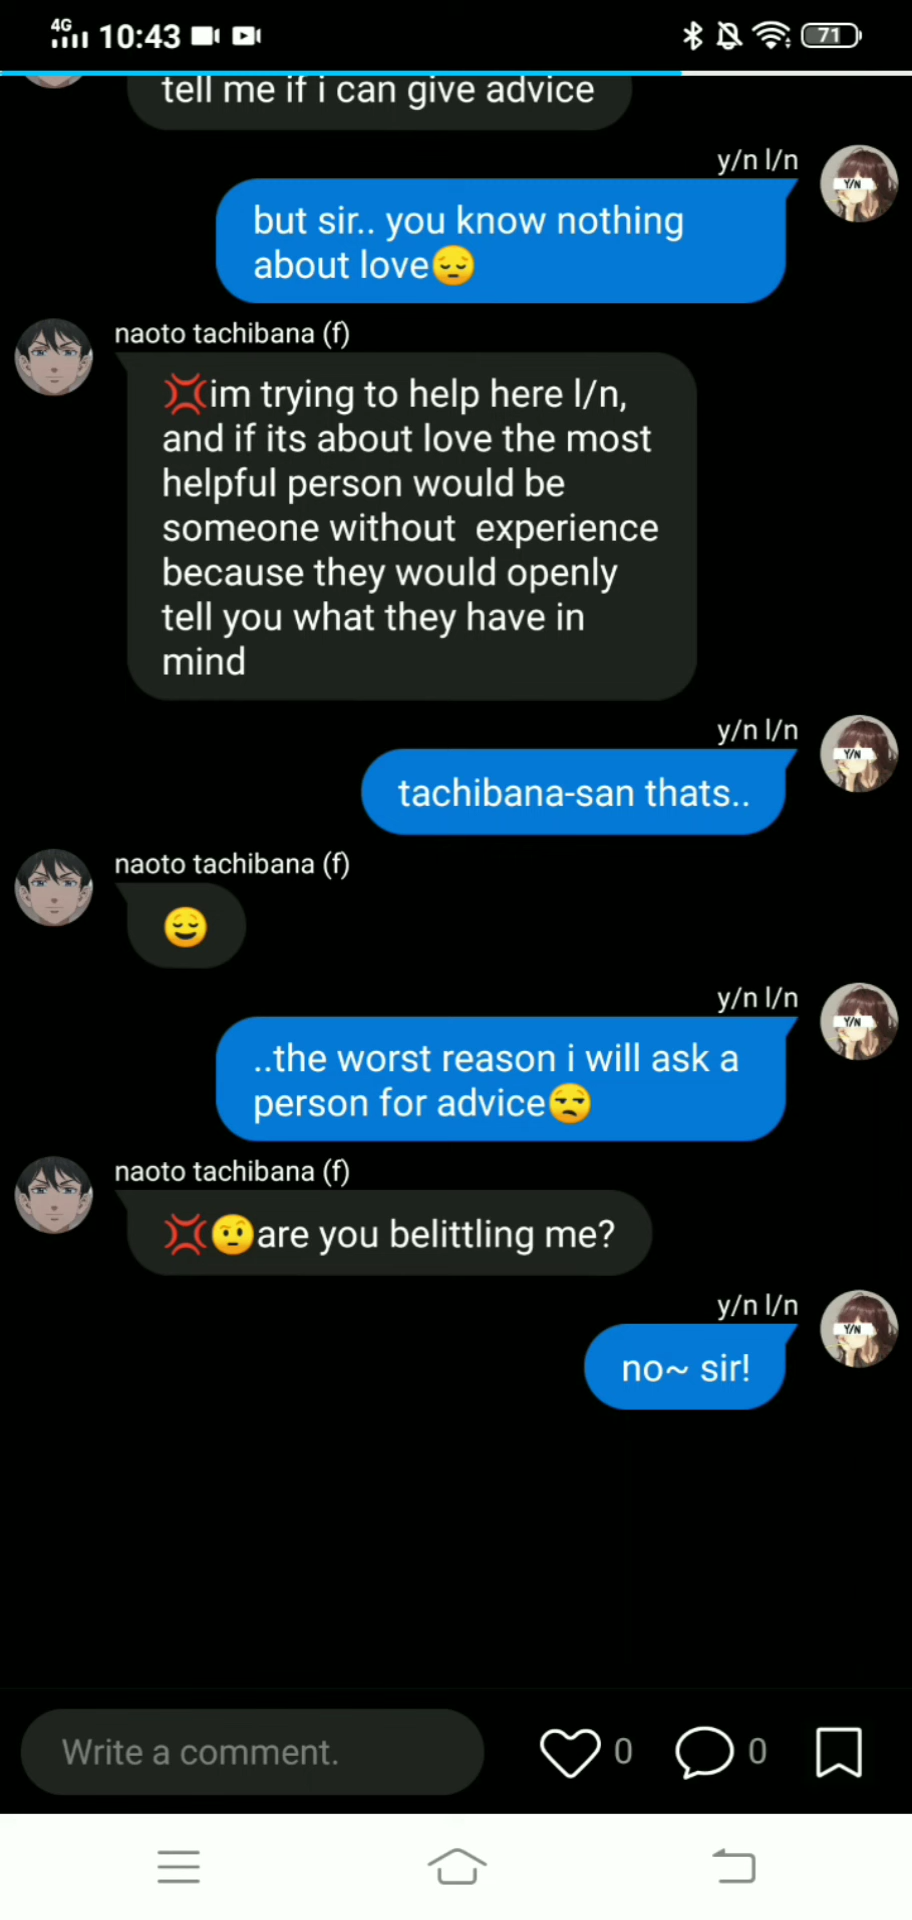 4G 10:43 71
tell me if i can give advice
y/n l/n
Y/N
but sir.. you know nothing
about love😔
naoto tachibana (f)
💢im trying to help here l/n,
and if its about love the most
helpful person would be
someone without  experience
because they would openly
tell you what they have in
mind
y/n l/n
Y/N
tachibana-san thats..
naoto tachibana (f)
😌
y/n l/n
Y/N
..the worst reason i will ask a
person for advice😒
naoto tachibana (f)
💢🤨are you belittling me?
y/n l/n
Y/N
no~ sir!
Write a comment. 0 0